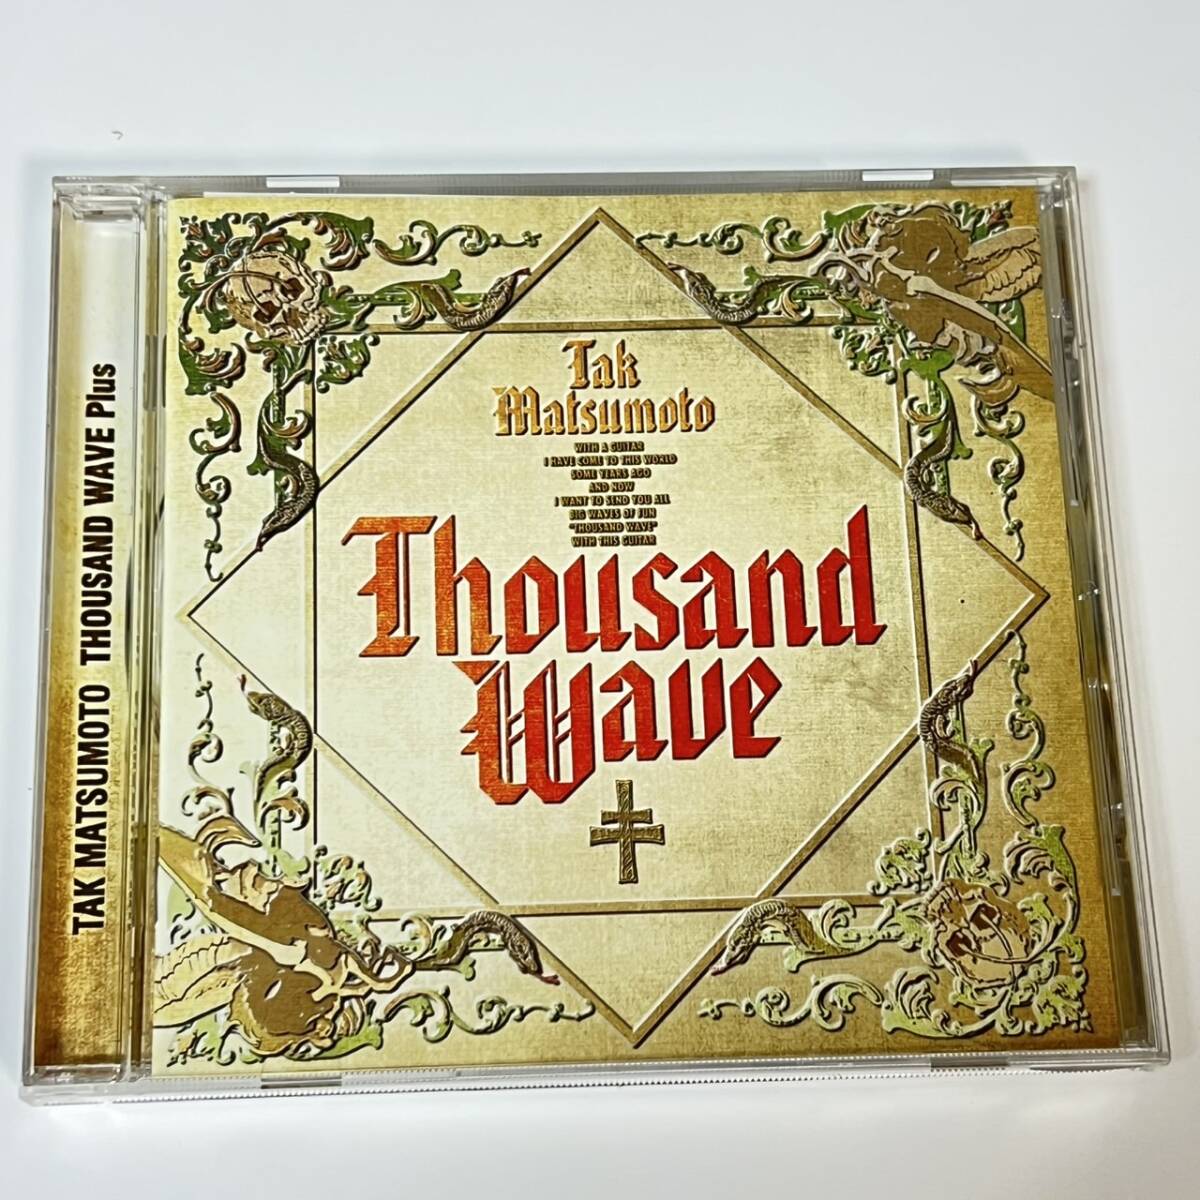 TAK MATSUMOTO THOUSAND WAVE Plus
Tak
Matsumoto
WITH A GUITAR
I HAVE COME TO THIS WORLD
SOME YEARS AGO
AND NOW
I WANT TO SEND YOU ALL
BIG WAVES OF FUN
"THOUSAND WAVE"
WITH THIS GUITAR
Thousand
Wave